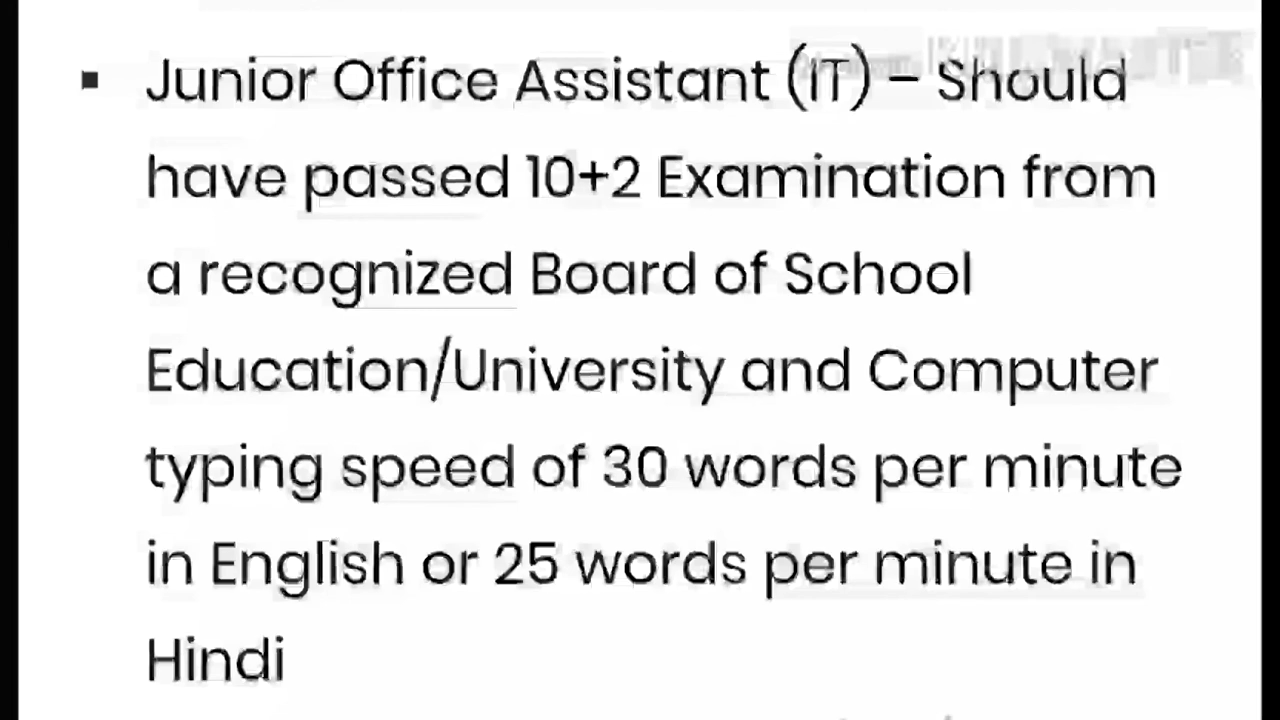 ▪ Junior Office Assistant (IT) – Should
have passed 10+2 Examination from
a recognized Board of School
Education/University and Computer
typing speed of 30 words per minute
in English or 25 words per minute in
Hindi